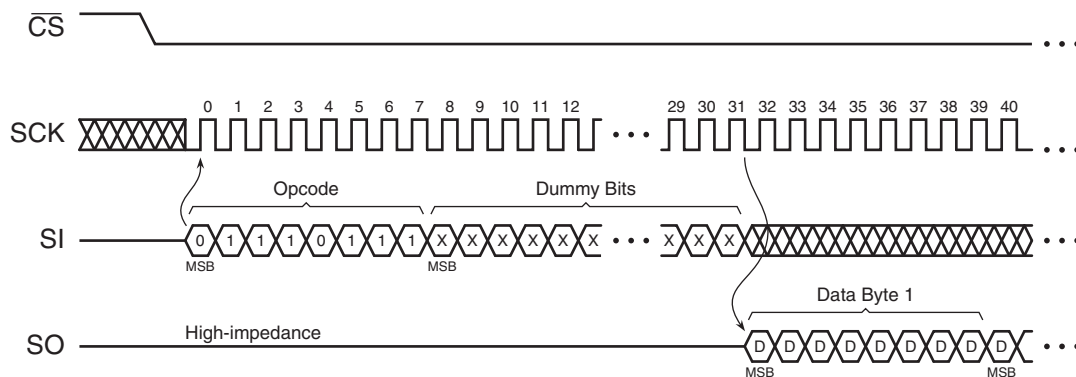 CS
0 1 2 3 4 5 6 7 8 9 10 11 12 29 30 31 32 33 34 35 36 37 38 39 40
SCK
Opcode Dummy Bits
SI 0 1 1 1 0 1 1 1 X X X X X X X X X
MSB MSB
Data Byte 1
High-impedance
SO D D D D D D D D D
MSB MSB